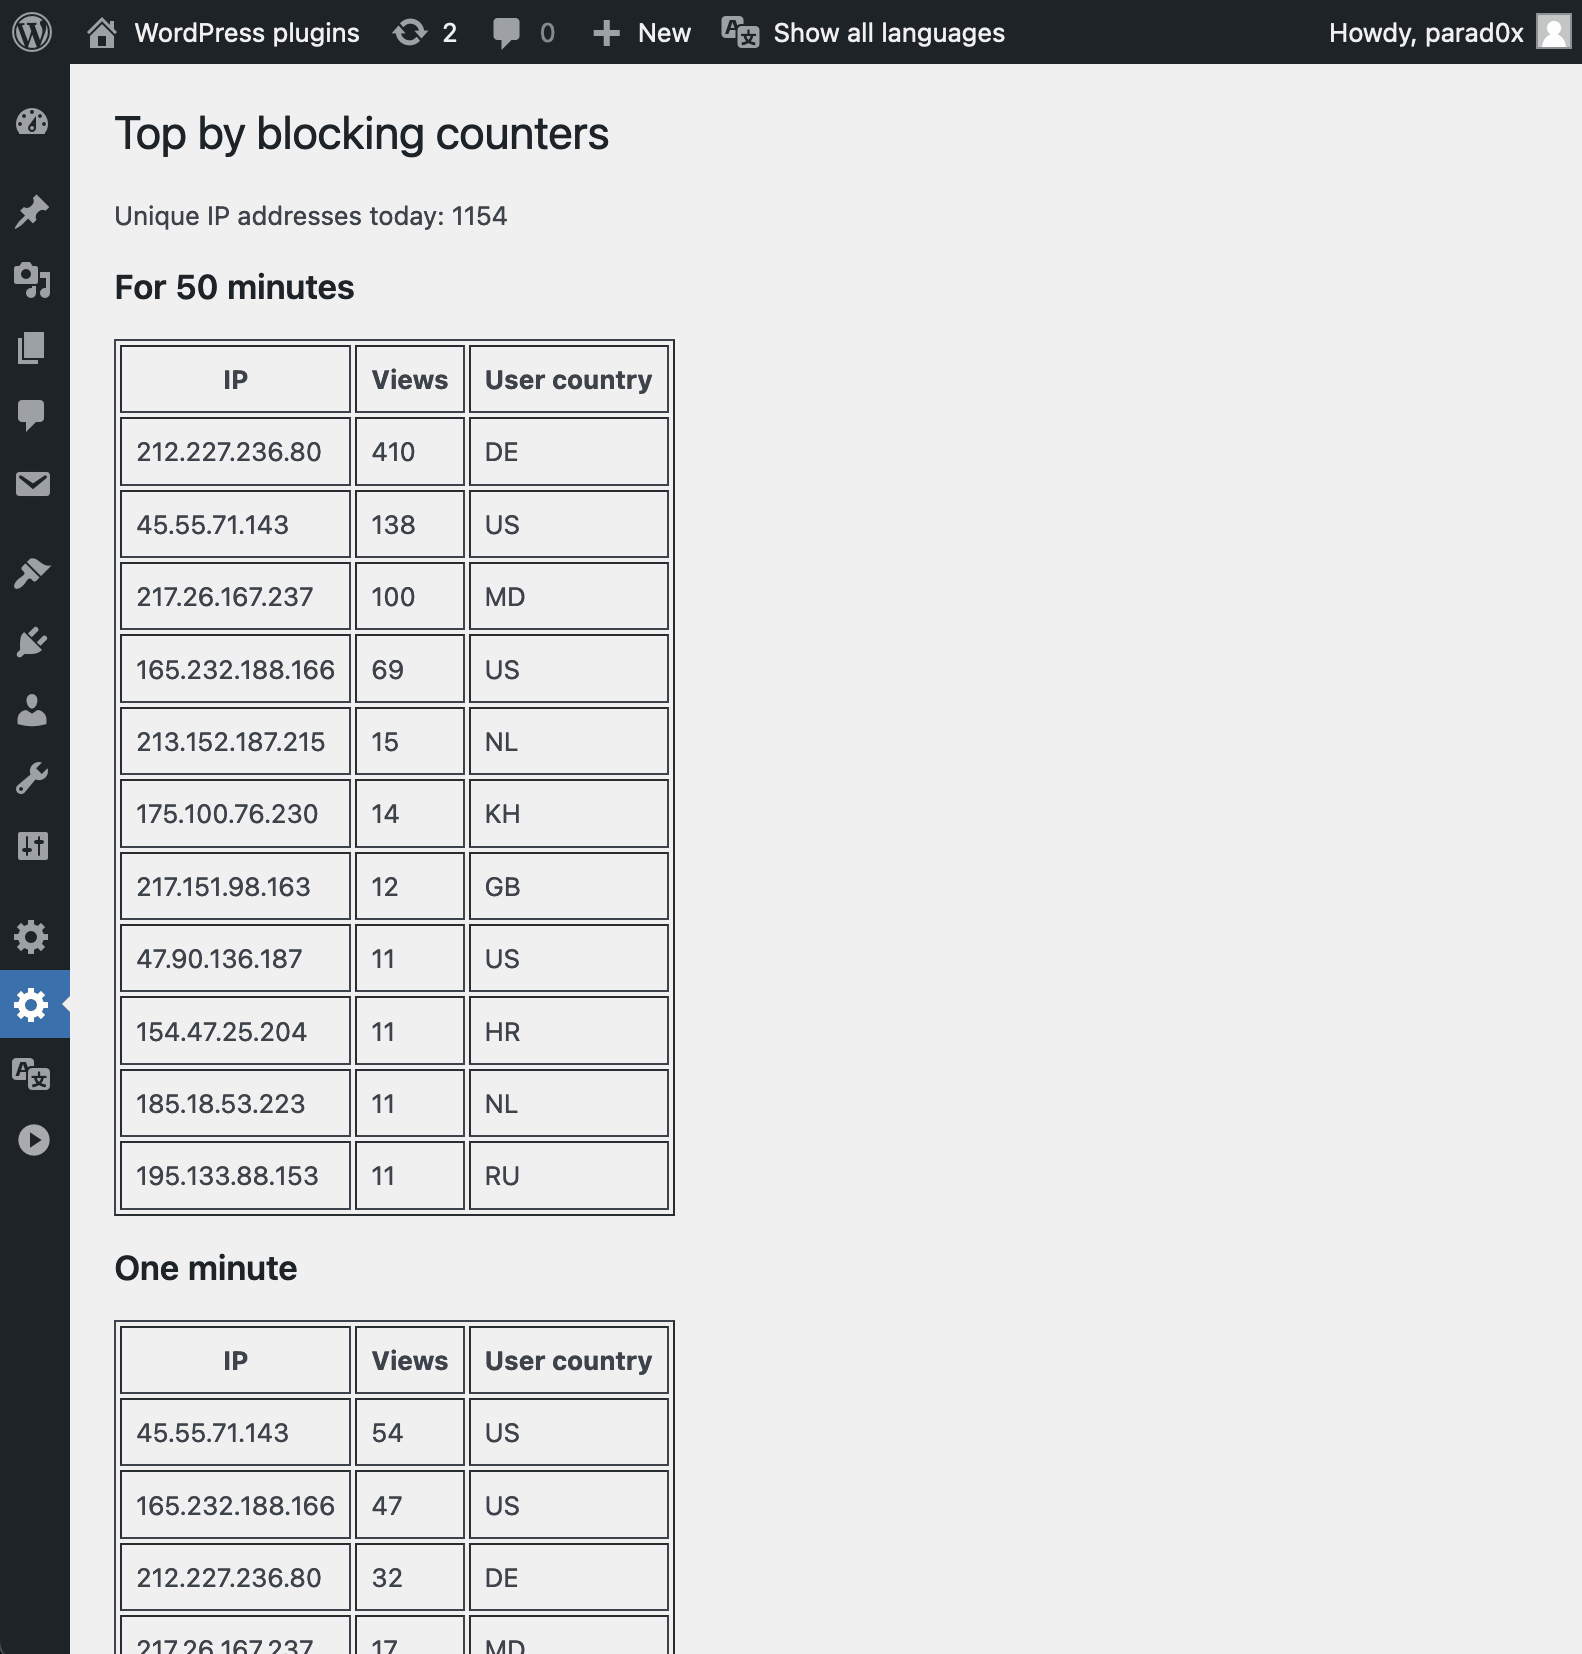 WordPress plugins 2 0 New Show all languages Howdy, parad0x
Top by blocking counters
Unique IP addresses today: 1154
For 50 minutes
IP Views User country
212.227.236.80 410 DE
45.55.71.143 138 US
217.26.167.237 100 MD
165.232.188.166 69 US
213.152.187.215 15 NL
175.100.76.230 14 KH
217.151.98.163 12 GB
47.90.136.187 11 US
154.47.25.204 11 HR
185.18.53.223 11 NL
195.133.88.153 11 RU
One minute
IP Views User country
45.55.71.143 54 US
165.232.188.166 47 US
212.227.236.80 32 DE
217.26.167.237 17 MD